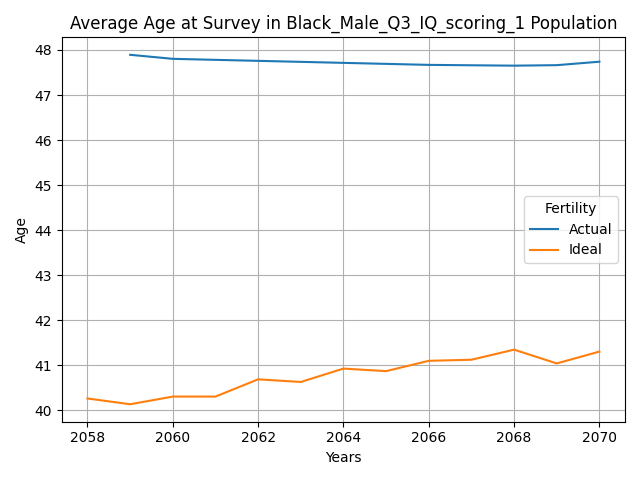 Average Age at Survey in Black_Male_Q3_IQ_scoring_1 Population
48
47
46
45
44
43
42
41
40
Age
Fertility
Actual
Ideal
2058 2060 2062 2064 2066 2068 2070
Years